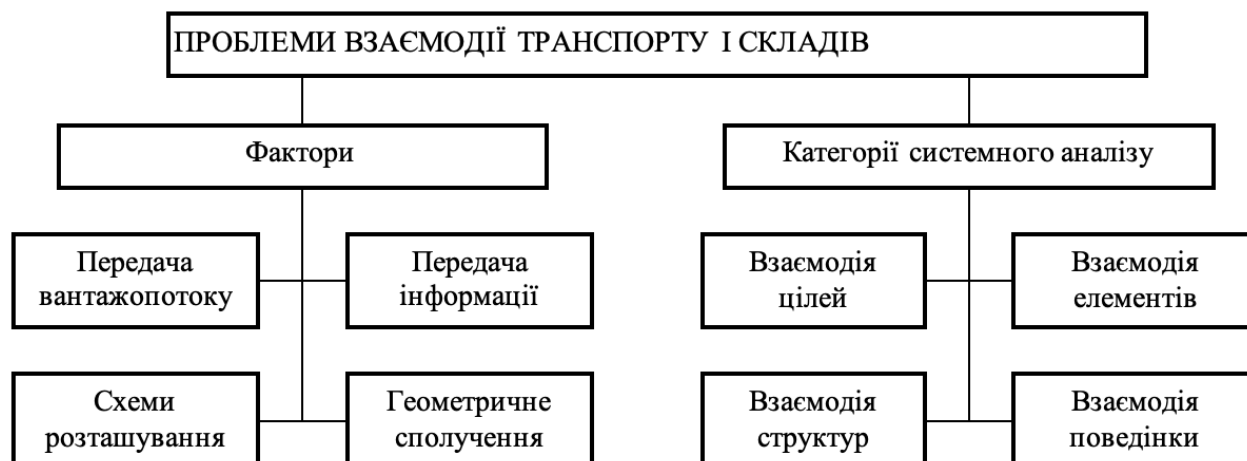 ПРОБЛЕМИ ВЗАЄМОДІЇ ТРАНСПОРТУ І СКЛАДІВ
Фактори
Категорії системного аналізу
Передача
вантажопотоку
Передача
інформації
Взаємодія
цілей
Взаємодія
елементів
Схеми
розташування
Геометричне
сполучення
Взаємодія
структур
Взаємодія
поведінки